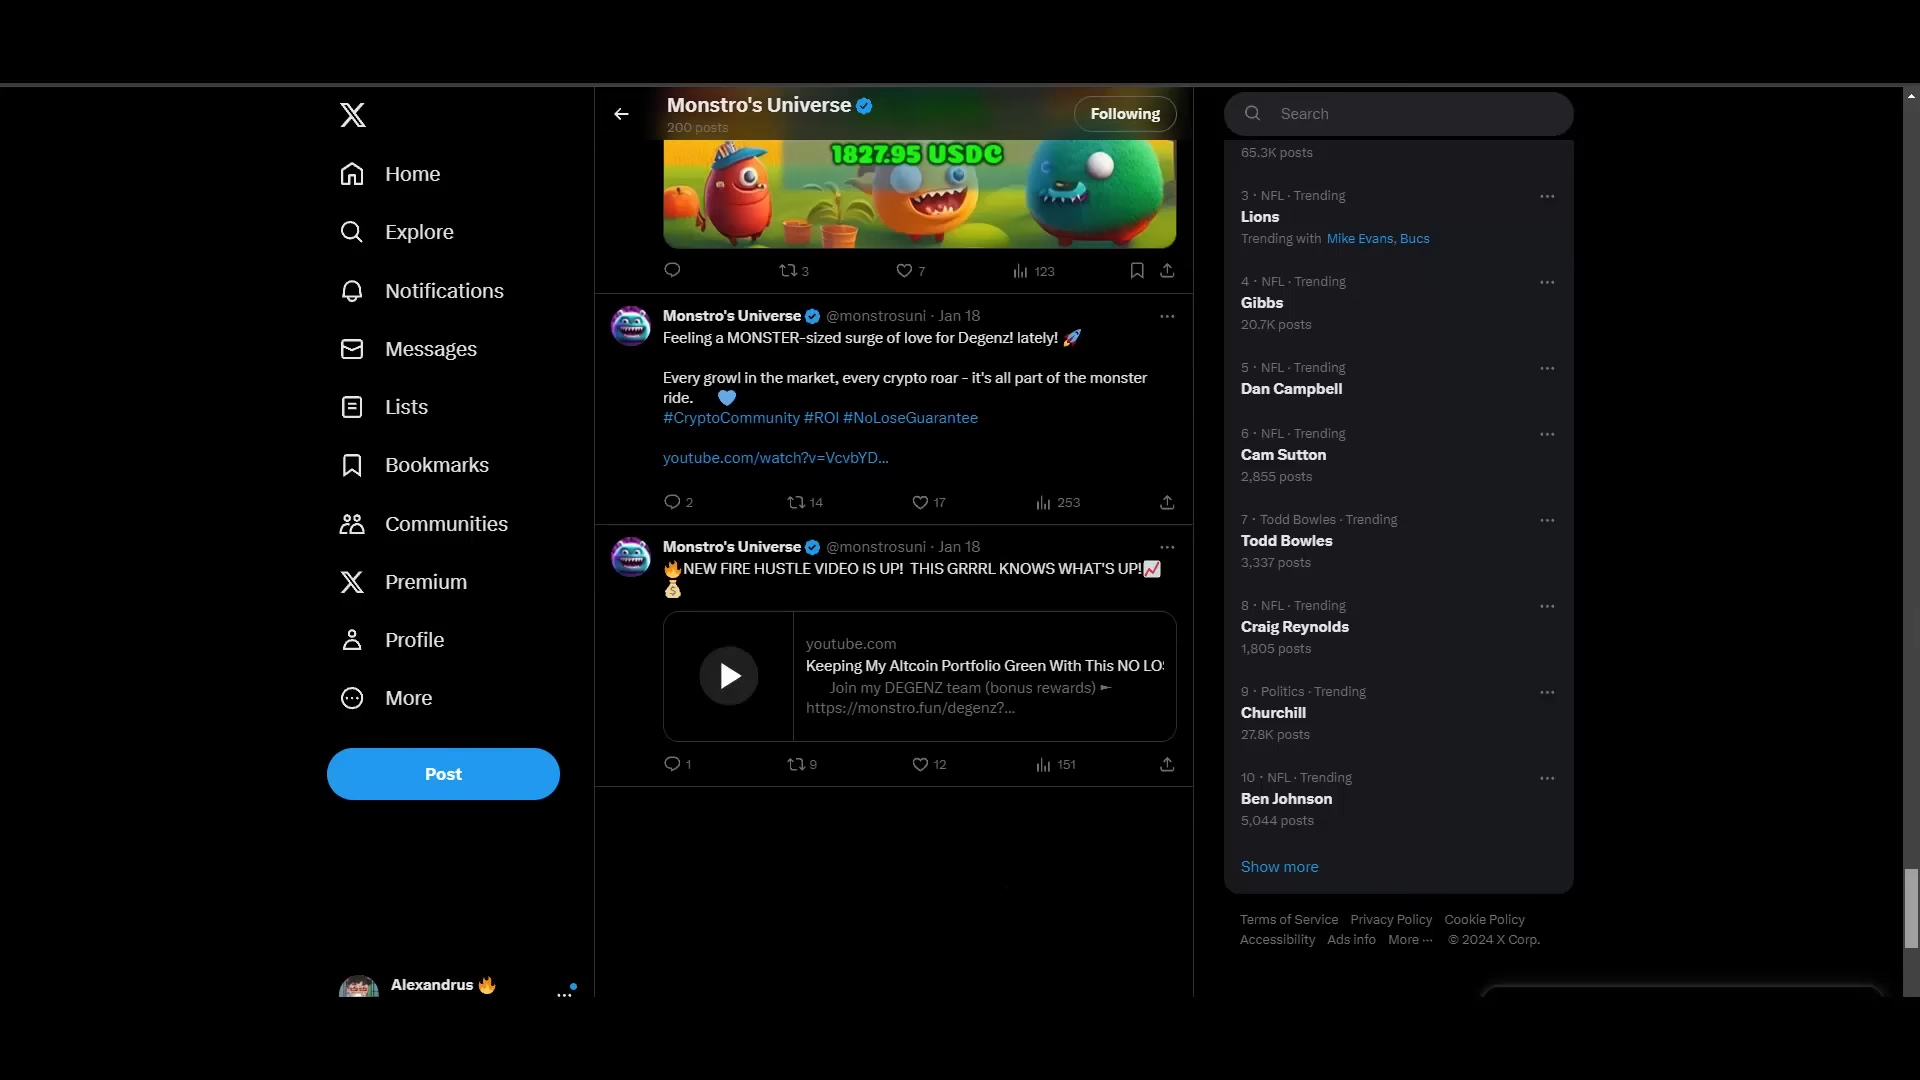 Home
Explore
Notifications
Messages
Lists
Bookmarks
Communities
Premium
Profile
More
Post
Alexandrus 🔥
Monstro's Universe
200 posts
Following
1827.95 USDC
3
7
123
Monstro's Universe @monstrosuni · Jan 18
Feeling a MONSTER-sized surge of love for Degenz! lately! 🚀
Every growl in the market, every crypto roar - it's all part of the monster
ride. 💙
#CryptoCommunity #ROI #NoLoseGuarantee
youtube.com/watch?v=VcvbYD...
2
14
17
253
Monstro's Universe @monstrosuni · Jan 18
🔥NEW FIRE HUSTLE VIDEO IS UP! THIS GRRRL KNOWS WHAT'S UP!📈
💰
youtube.com
Keeping My Altcoin Portfolio Green With This NO LO
Join my DEGENZ team (bonus rewards) ►
https://monstro.fun/degenz?...
1
9
12
151
Search
65.3K posts
3 · NFL · Trending
Lions
Trending with Mike Evans, Bucs
4 · NFL · Trending
Gibbs
20.7K posts
5 · NFL · Trending
Dan Campbell
6 · NFL · Trending
Cam Sutton
2,855 posts
7 · Todd Bowles · Trending
Todd Bowles
3,337 posts
8 · NFL · Trending
Craig Reynolds
1,805 posts
9 · Politics · Trending
Churchill
27.8K posts
10 · NFL · Trending
Ben Johnson
5,044 posts
Show more
Terms of Service Privacy Policy Cookie Policy
Accessibility Ads info More ··· © 2024 X Corp.